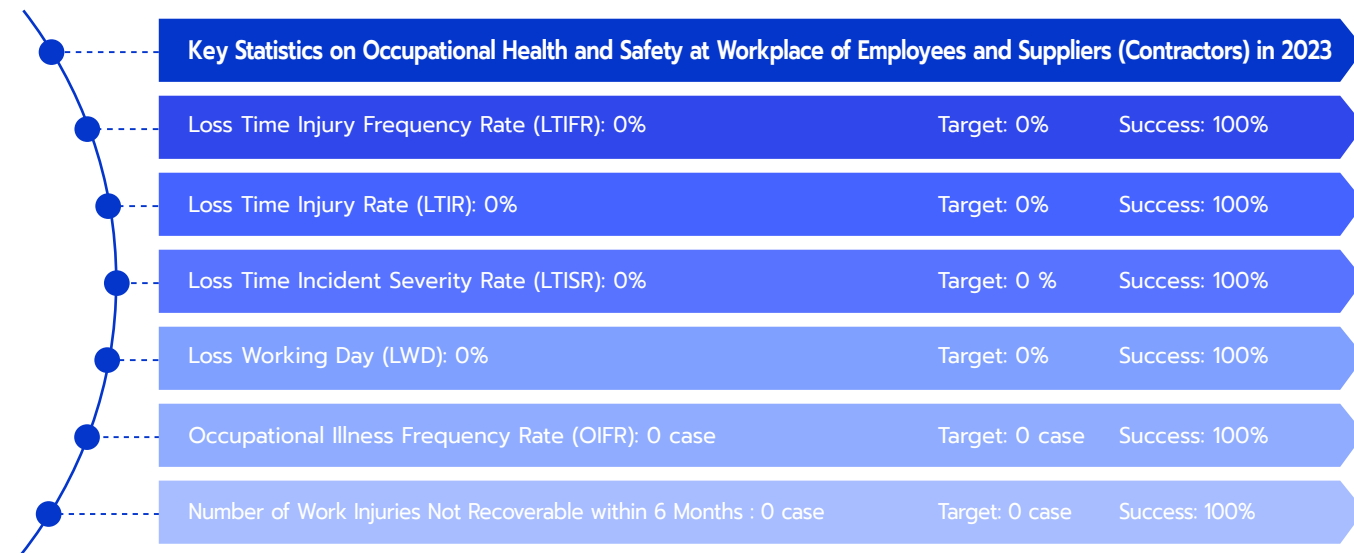 Key Statistics on Occupational Health and Safety at Workplace of Employees and Suppliers (Contractors) in 2023
Loss Time Injury Frequency Rate (LTIFR): 0% Target: 0% Success: 100%
Loss Time Injury Rate (LTIR): 0% Target: 0% Success: 100%
Loss Time Incident Severity Rate (LTISR): 0% Target: 0 % Success: 100%
Loss Working Day (LWD): 0% Target: 0% Success: 100%
Occupational Illness Frequency Rate (OIFR): 0 case Target: 0 case Success: 100%
Number of Work Injuries Not Recoverable within 6 Months : 0 case Target: 0 case Success: 100%